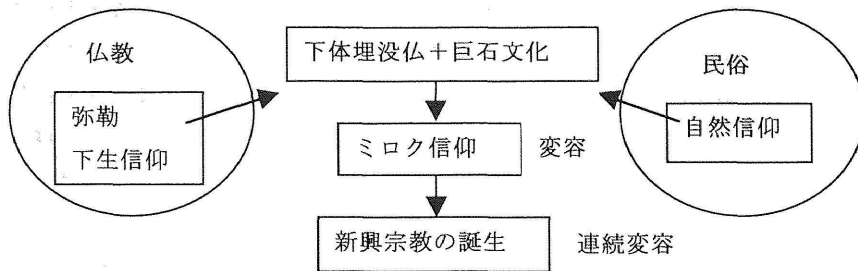 仏教
下体埋没仏+巨石文化
民俗
弥勒
下生信仰
自然信仰
ミロク信仰
変容
新興宗教の誕生
連続変容